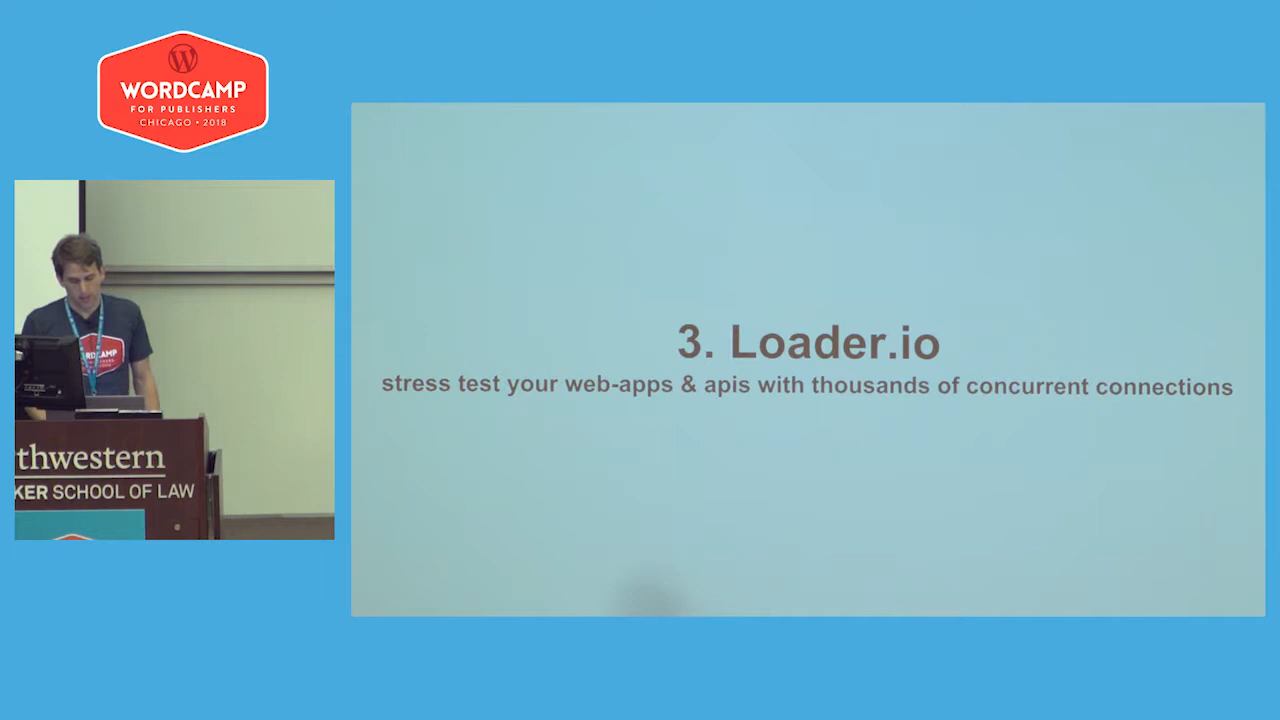 WORDCAMP
FOR PUBLISHERS
CHICAGO • 2018
3. Loader.io
stress test your web-apps & apis with thousands of concurrent connections
WORDCAMP
thwestern
KER SCHOOL OF LAW